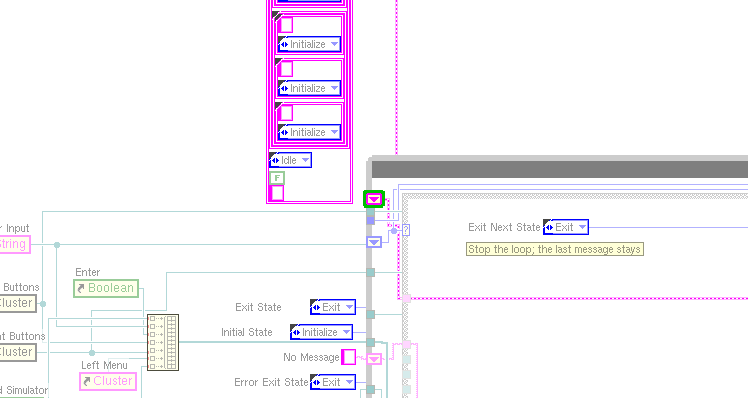 Initialize
Initialize
Initialize
Idle
F
Input
String
Exit Next State Exit
Stop the loop; the last message stays
Enter
Boolean
Buttons
Cluster
Exit State Exit
Initial State Initialize
Buttons
Cluster
No Message
Left Menu
Cluster
Error Exit State Exit
Simulator
?